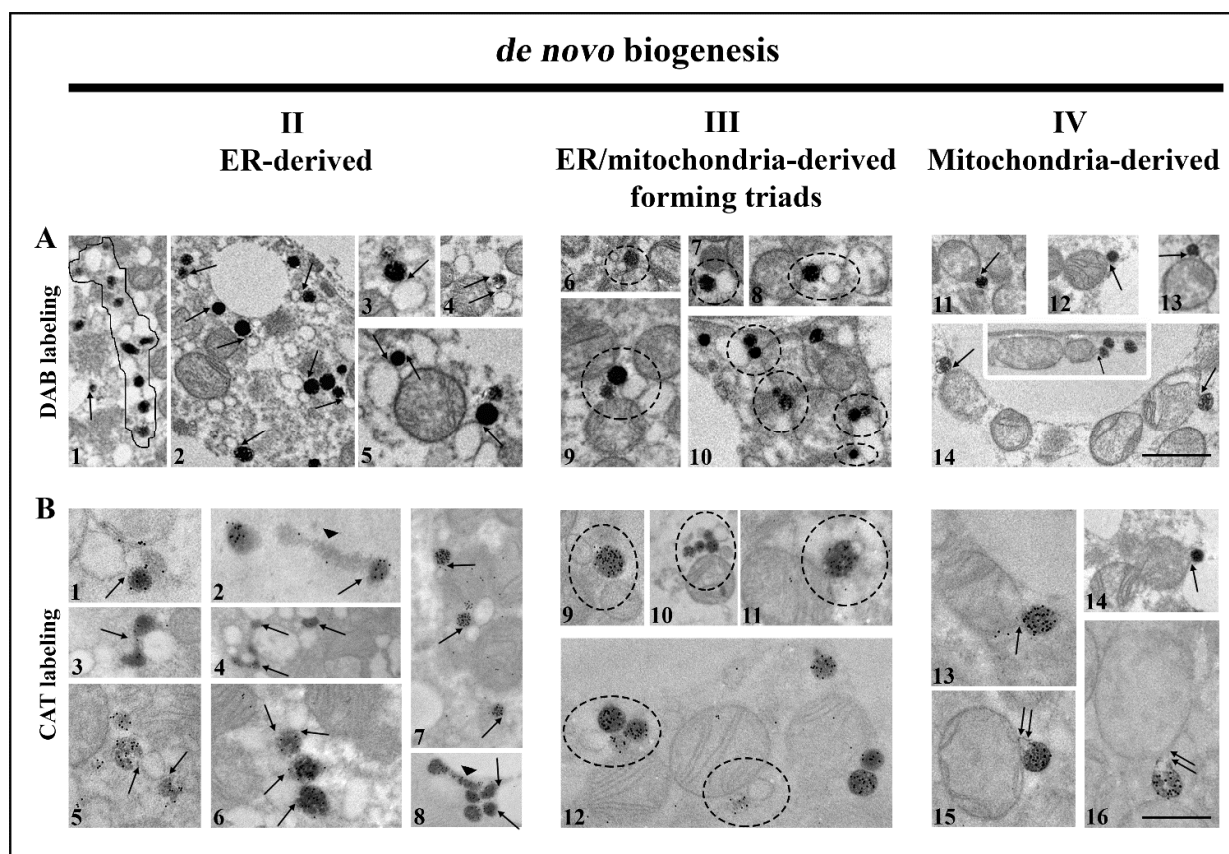 de novo biogenesis
II
ER-derived
III
ER/mitochondria-derived
forming triads
IV
Mitochondria-derived
A
DAB labeling
1
2
3
4
5
6
7
8
9
10
11
12
13
14
B
CAT labeling
1
2
3
4
5
6
7
8
9
10
11
12
13
14
15
16